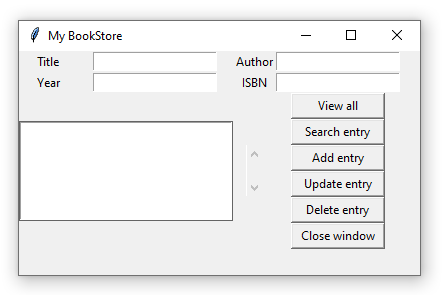 My BookStore
Title Author
Year ISBN
View all
Search entry
Add entry
Update entry
Delete entry
Close window